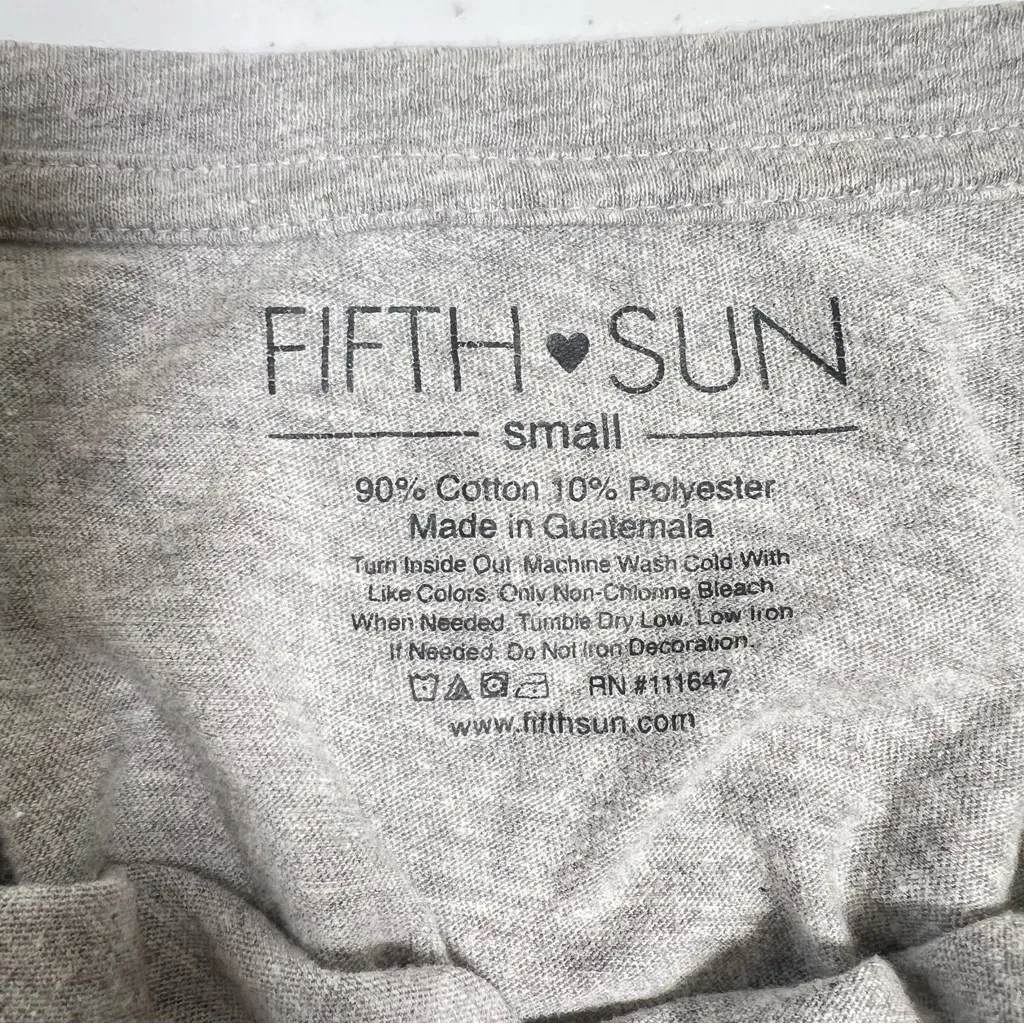 FIFTH ♥ SUN
small
90% Cotton 10% Polyester
Made in Guatemala
Turn Inside Out. Machine Wash Cold With
Like Colors. Only Non-Chlorine Bleach
When Needed. Tumble Dry Low. Low Iron
If Needed. Do Not Iron Decoration.
RN #111647
www.fifthsun.com